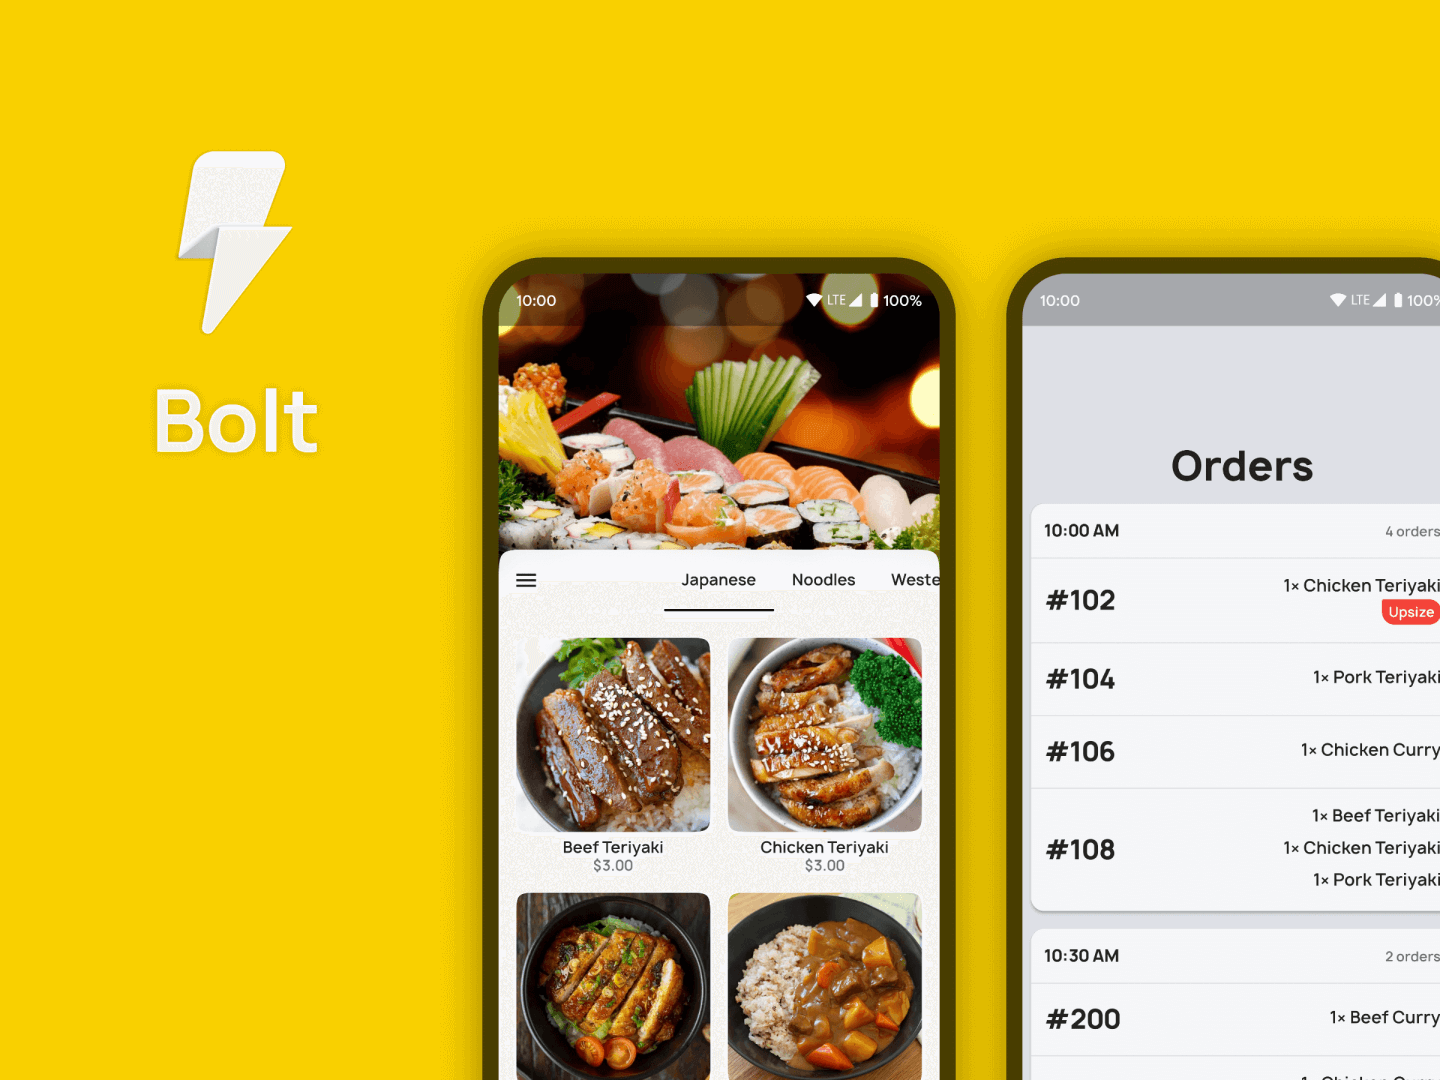 Bolt
10:00
LTE 100%
Japanese Noodles Weste
Beef Teriyaki
$3.00
Chicken Teriyaki
$3.00
10:00
LTE 100%
Orders
10:00 AM 4 orders
#102 1× Chicken Teriyaki
Upsize
#104 1× Pork Teriyaki
#106 1× Chicken Curry
1× Beef Teriyaki
#108 1× Chicken Teriyaki
1× Pork Teriyaki
10:30 AM 2 orders
#200 1× Beef Curry